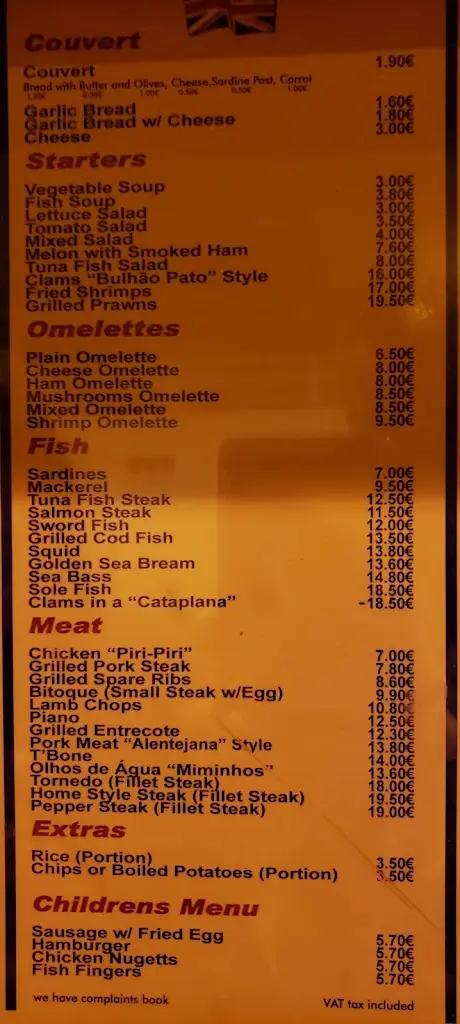 Couvert
Couvert 1.90€
Bread with Butter and Olives, Cheese,Sardine Past, Carrot
1.00€ 0.50€ 0.50€ 1.00€
Garlic Bread 1.60€
Garlic Bread w/ Cheese 1.80€
Cheese 3.00€
Starters
Vegetable Soup 3.00€
Fish Soup 3.80€
Lettuce Salad 3.00€
Tomato Salad 3.50€
Mixed Salad 4.00€
Melon with Smoked Ham 7.60€
Tuna Fish Salad 8.00€
Clams "Bulhão Pato" Style 16.00€
Fried Shrimps 17.00€
Grilled Prawns 19.50€
Omelettes
Plain Omelette 6.50€
Cheese Omelette 8.00€
Ham Omelette 8.00€
Mushrooms Omelette 8.50€
Mixed Omelette 8.50€
Shrimp Omelette 9.50€
Fish
Sardines 7.00€
Mackerel 9.50€
Tuna Fish Steak 12.50€
Salmon Steak 11.50€
Sword Fish 12.00€
Grilled Cod Fish 13.50€
Squid 13.80€
Golden Sea Bream 13.60€
Sea Bass 14.80€
Sole Fish 18.50€
Clams in a "Cataplana" -18.50€
Meat
Chicken "Piri-Piri" 7.00€
Grilled Pork Steak 7.80€
Grilled Spare Ribs 8.60€
Bitoque (Small Steak w/Egg) 9.90€
Lamb Chops 10.80€
Piano 12.50€
Grilled Entrecote 12.30€
Pork Meat "Alentejana" Style 13.80€
T'Bone 14.00€
Olhos de Água "Miminhos" 13.60€
Tornedo (Fillet Steak) 18.00€
Home Style Steak (Fillet Steak) 19.50€
Pepper Steak (Fillet Steak) 19.00€
Extras
Rice (Portion) 3.50€
Chips or Boiled Potatoes (Portion) 3.50€
Childrens Menu
Sausage w/ Fried Egg 5.70€
Hamburger 5.70€
Chicken Nugetts 5.70€
Fish Fingers 5.70€
we have complaints book VAT tax included